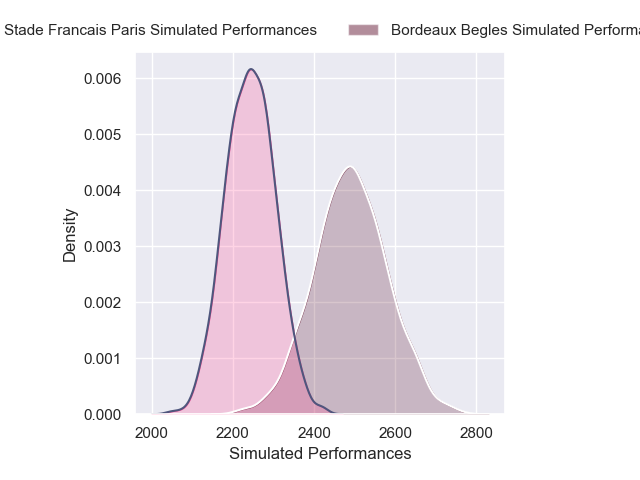 Stade Francais Paris Simulated Performances Bordeaux Begles Simulated Performa
0.006
0.005
0.004
0.003
0.002
0.001
0.000
Density
2000 2200 2400 2600 2800
Simulated Performances